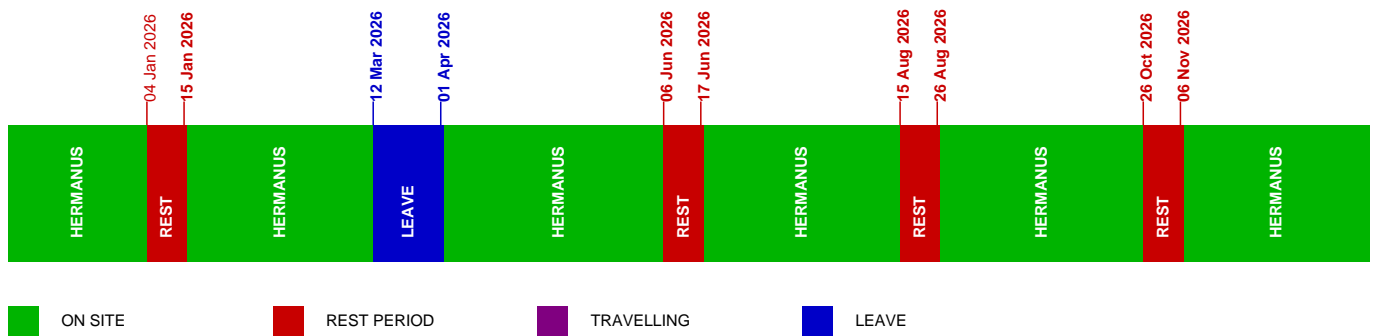 04 Jan 2026
15 Jan 2026
12 Mar 2026
01 Apr 2026
06 Jun 2026
17 Jun 2026
15 Aug 2026
26 Aug 2026
26 Oct 2026
06 Nov 2026
HERMANUS
REST
HERMANUS
LEAVE
HERMANUS
REST
HERMANUS
REST
HERMANUS
REST
HERMANUS
ON SITE
REST PERIOD
TRAVELLING
LEAVE